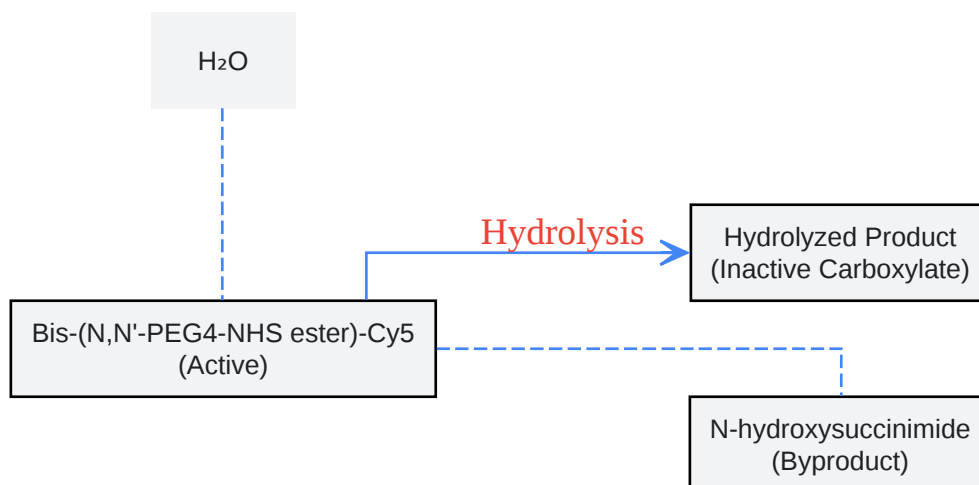 H₂O
Hydrolysis
Hydrolyzed Product
(Inactive Carboxylate)
Bis-(N,N'-PEG4-NHS ester)-Cy5
(Active)
N-hydroxysuccinimide
(Byproduct)